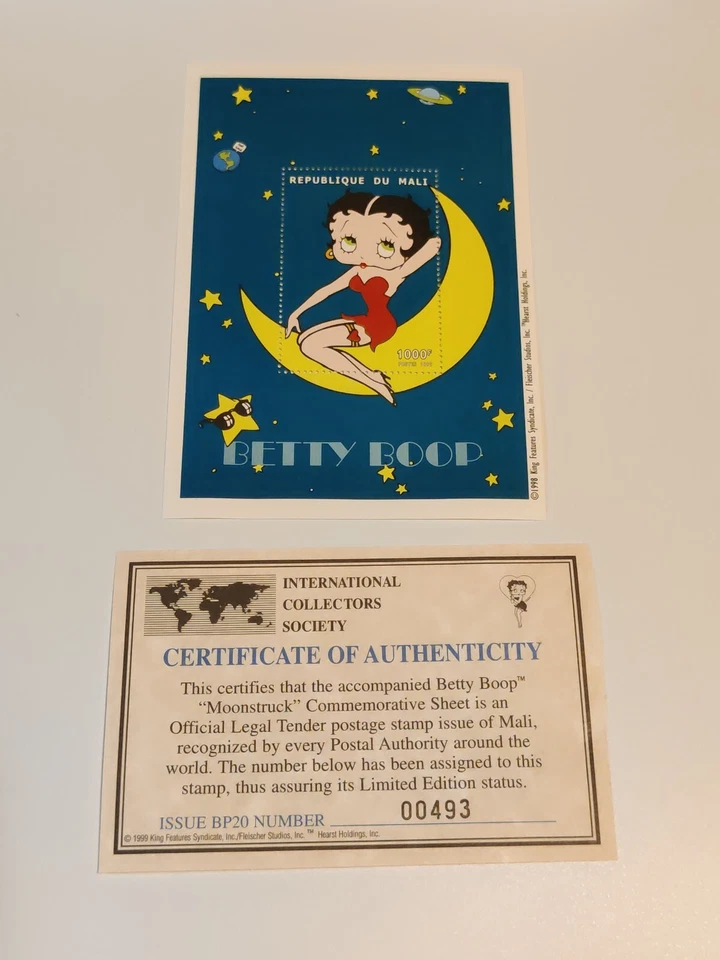 REPUBLIQUE DU MALI
1000F
BETTY BOOP
©1998 King Features Syndicate, Inc. / Fleischer Studios, Inc. ™Hearst Holdings, Inc.
INTERNATIONAL
COLLECTORS
SOCIETY
CERTIFICATE OF AUTHENTICITY
This certifies that the accompanied Betty Boop™
“Moonstruck” Commemorative Sheet is an
Official Legal Tender postage stamp issue of Mali,
recognized by every Postal Authority around the
world. The number below has been assigned to this
stamp, thus assuring its Limited Edition status.
ISSUE BP20 NUMBER 00493
© 1999 King Features Syndicate, Inc./Fleischer Studios, Inc. ™ Hearst Holdings, Inc.